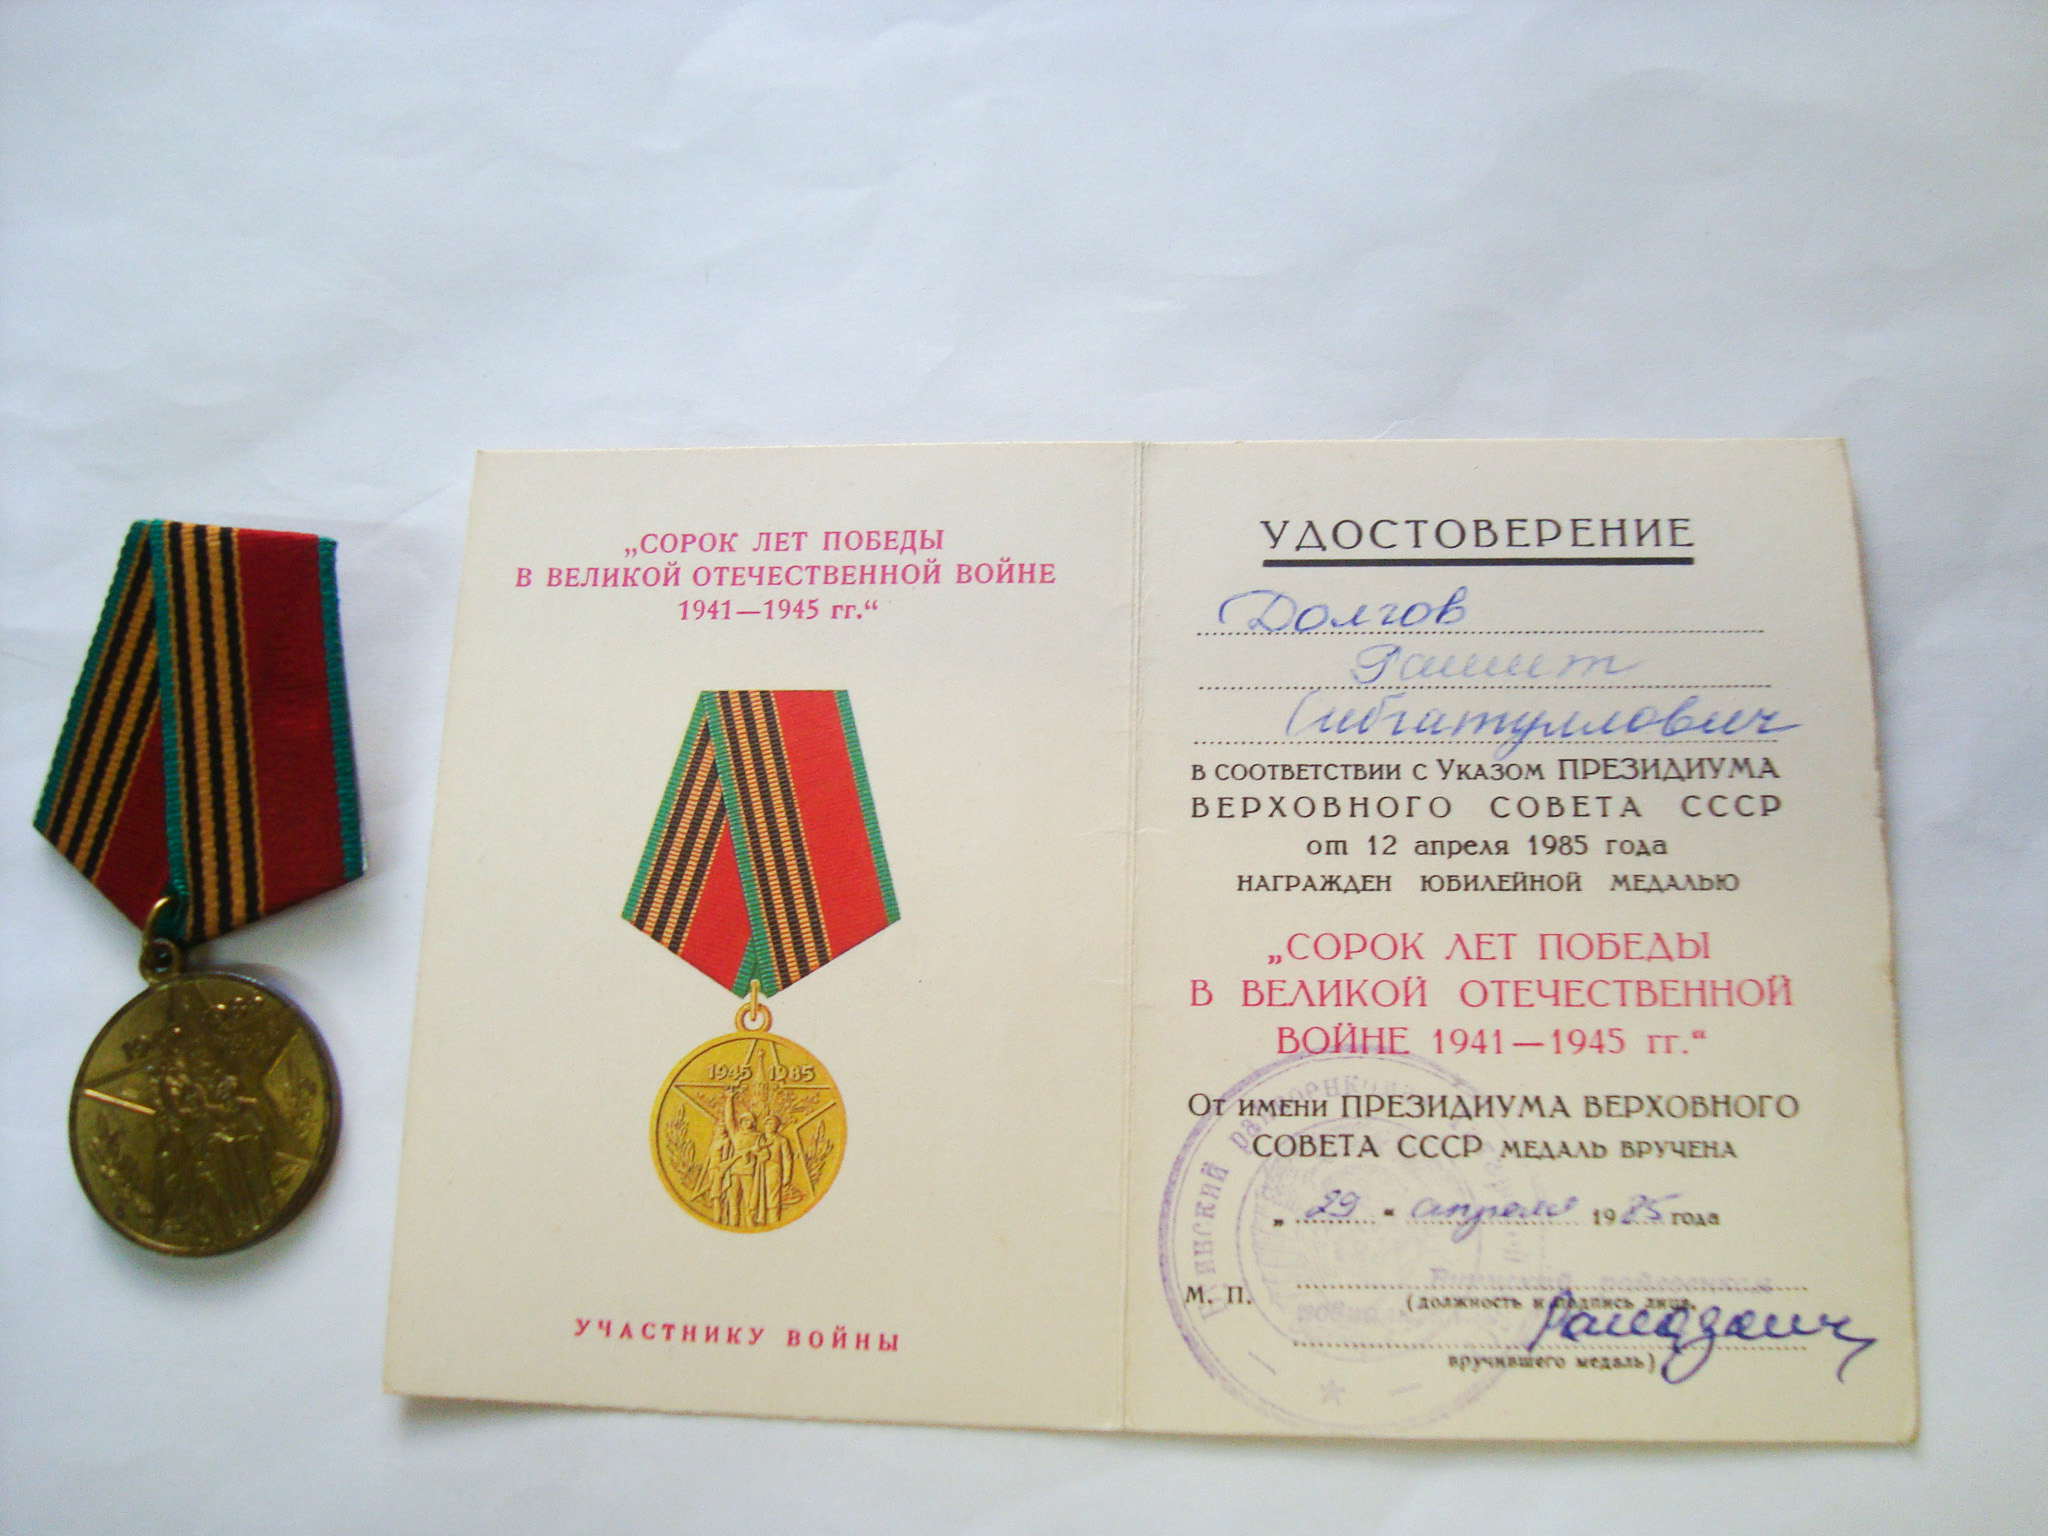 „СОРОК ЛЕТ ПОБЕДЫ
В ВЕЛИКОЙ ОТЕЧЕСТВЕННОЙ ВОЙНЕ
1941—1945 гг.“
1945 1985
УЧАСТНИКУ ВОЙНЫ
УДОСТОВЕРЕНИЕ
Долгов
Рашит
Сибгатуллович
В СООТВЕТСТВИИ С УКАЗОМ ПРЕЗИДИУМА
ВЕРХОВНОГО СОВЕТА СССР
от 12 апреля 1985 года
НАГРАЖДЕН ЮБИЛЕЙНОЙ МЕДАЛЬЮ
„СОРОК ЛЕТ ПОБЕДЫ
В ВЕЛИКОЙ ОТЕЧЕСТВЕННОЙ
ВОЙНЕ 1941—1945 гг.“
ОТ ИМЕНИ ПРЕЗИДИУМА ВЕРХОВНОГО
СОВЕТА СССР МЕДАЛЬ ВРУЧЕНА
„29“ апреля 1985 года
М. П.
(должность и подпись лица,
вручившего медаль)